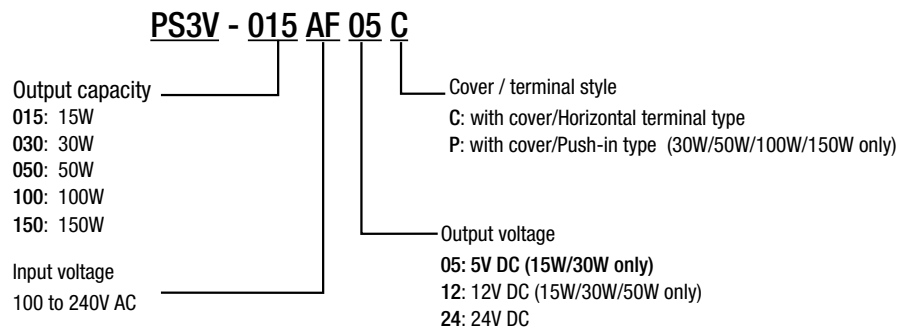 PS3V - 015 AF 05 C
Output capacity
015: 15W
030: 30W
050: 50W
100: 100W
150: 150W
Input voltage
100 to 240V AC
Cover / terminal style
C: with cover/Horizontal terminal type
P: with cover/Push-in type (30W/50W/100W/150W only)
Output voltage
05: 5V DC (15W/30W only)
12: 12V DC (15W/30W/50W only)
24: 24V DC